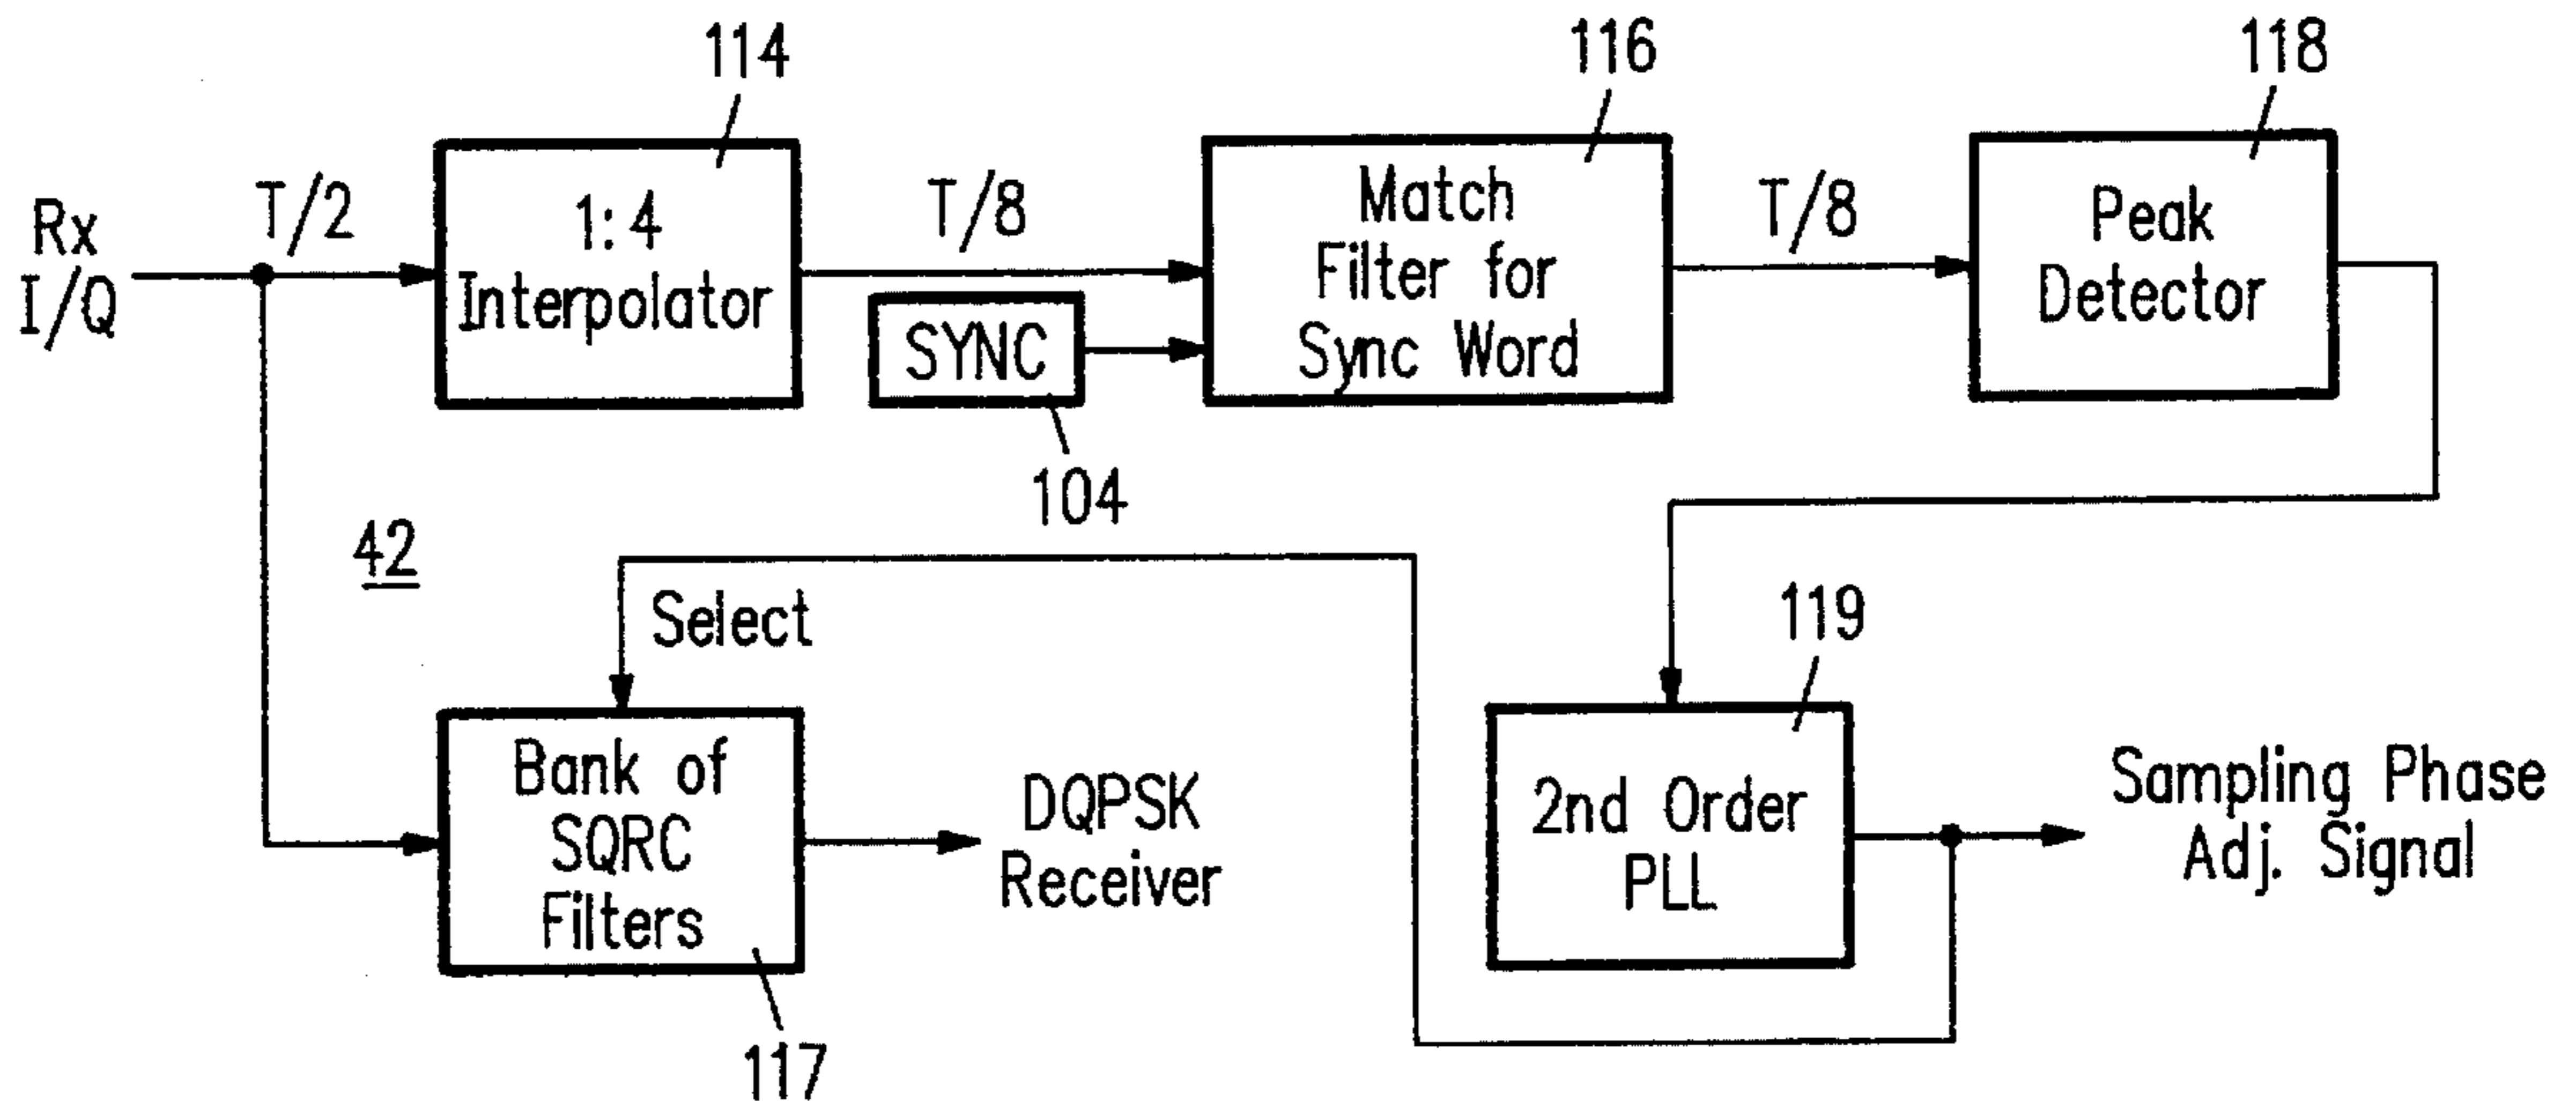 114
116
118
Rx
I/Q
T/2
1:4
Interpolator
T/8
SYNC
104
Match
Filter for
Sync Word
T/8
Peak
Detector
42
Select
119
Bank of
SQRC
Filters
117
DQPSK
Receiver
2nd Order
PLL
Sampling Phase
Adj. Signal